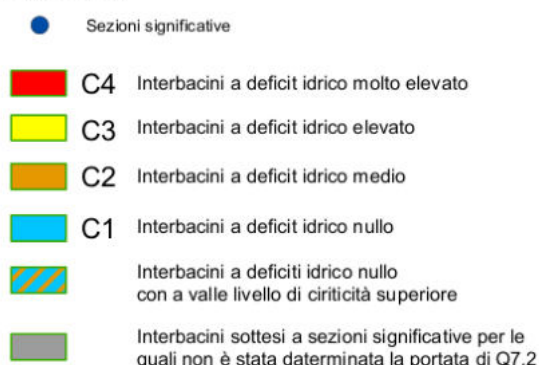 Sezioni significative
C4 Interbacini a deficit idrico molto elevato
C3 Interbacini a deficit idrico elevato
C2 Interbacini a deficit idrico medio
C1 Interbacini a deficit idrico nullo
Interbacini a deficiti idrico nullo
con a valle livello di ciriticità superiore
Interbacini sottesi a sezioni significative per le
quali non è stata daterminata la portata di Q7,2